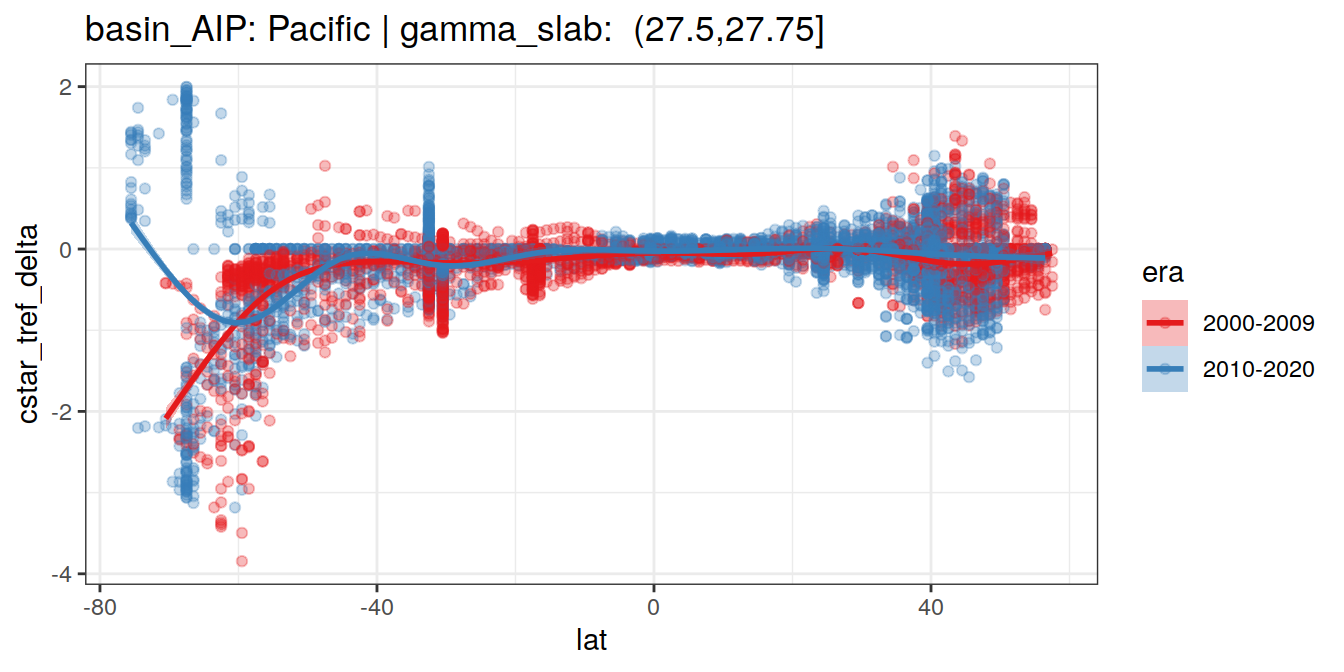 basin_AIP: Pacific | gamma_slab:  (27.5,27.75]
2
0
-2
-4
cstar_tref_delta
-80
-40
0
40
lat
era
2000-2009
2010-2020